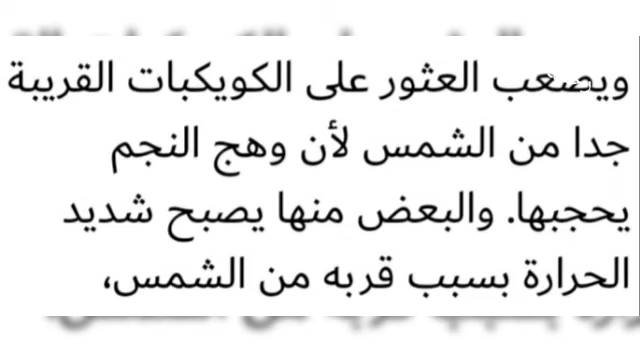 ويصعب العثور على الكويكبات القريبة
جدا من الشمس لأن وهج النجم
يحجبها. والبعض منها يصبح شديد
الحرارة بسبب قربه من الشمس،